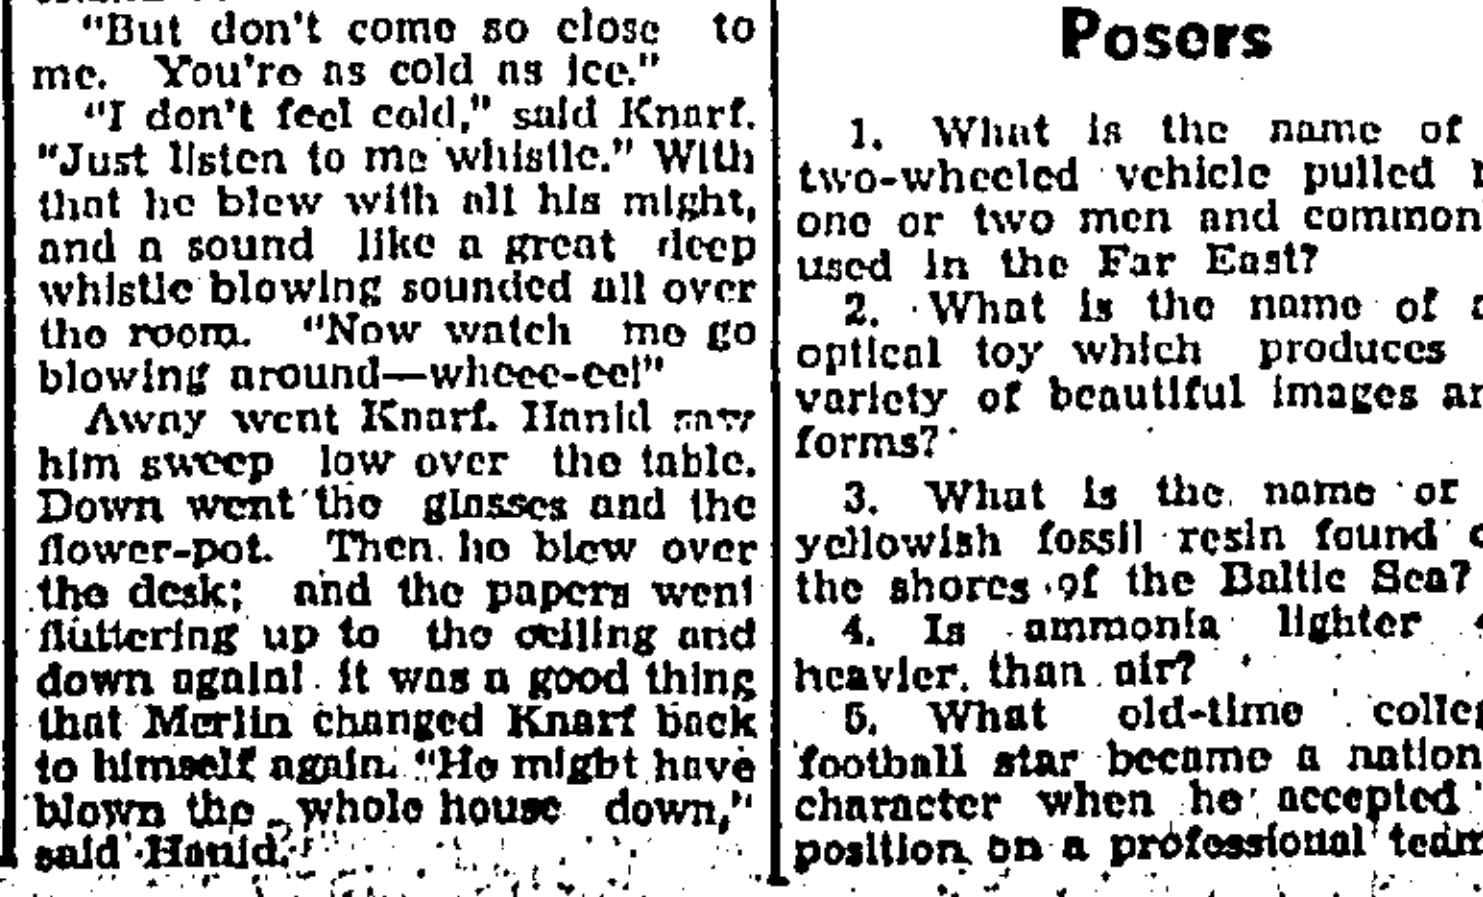 "But don't come so close to
me. You're as cold as ice."
"I don't feel cold," said Knarf.
"Just listen to me whistle." With
that he blew with all his might,
and a sound like a great deep
whistle blowing sounded all over
the room. "Now watch me go
blowing around—wheee-ee!"
Away went Knarf. Hanid saw
him sweep low over the table.
Down went the glasses and the
flower-pot. Then he blew over
the desk; and the papers went
fluttering up to the ceiling and
down again! It was a good thing
that Merlin changed Knarf back
to himself again. "He might have
blown the whole house down,"
said Hanid.
Posers
1. What is the name of
two-wheeled vehicle pulled
one or two men and common
used in the Far East?
2. What is the name of
optical toy which produces
variety of beautiful images
forms?
3. What is the name of
yellowish fossil resin found
the shores of the Baltic Sea?
4. Is ammonia lighter
heavier than air?
5. What old-time colleg
football star became a nation
character when he accepted
position on a professional team